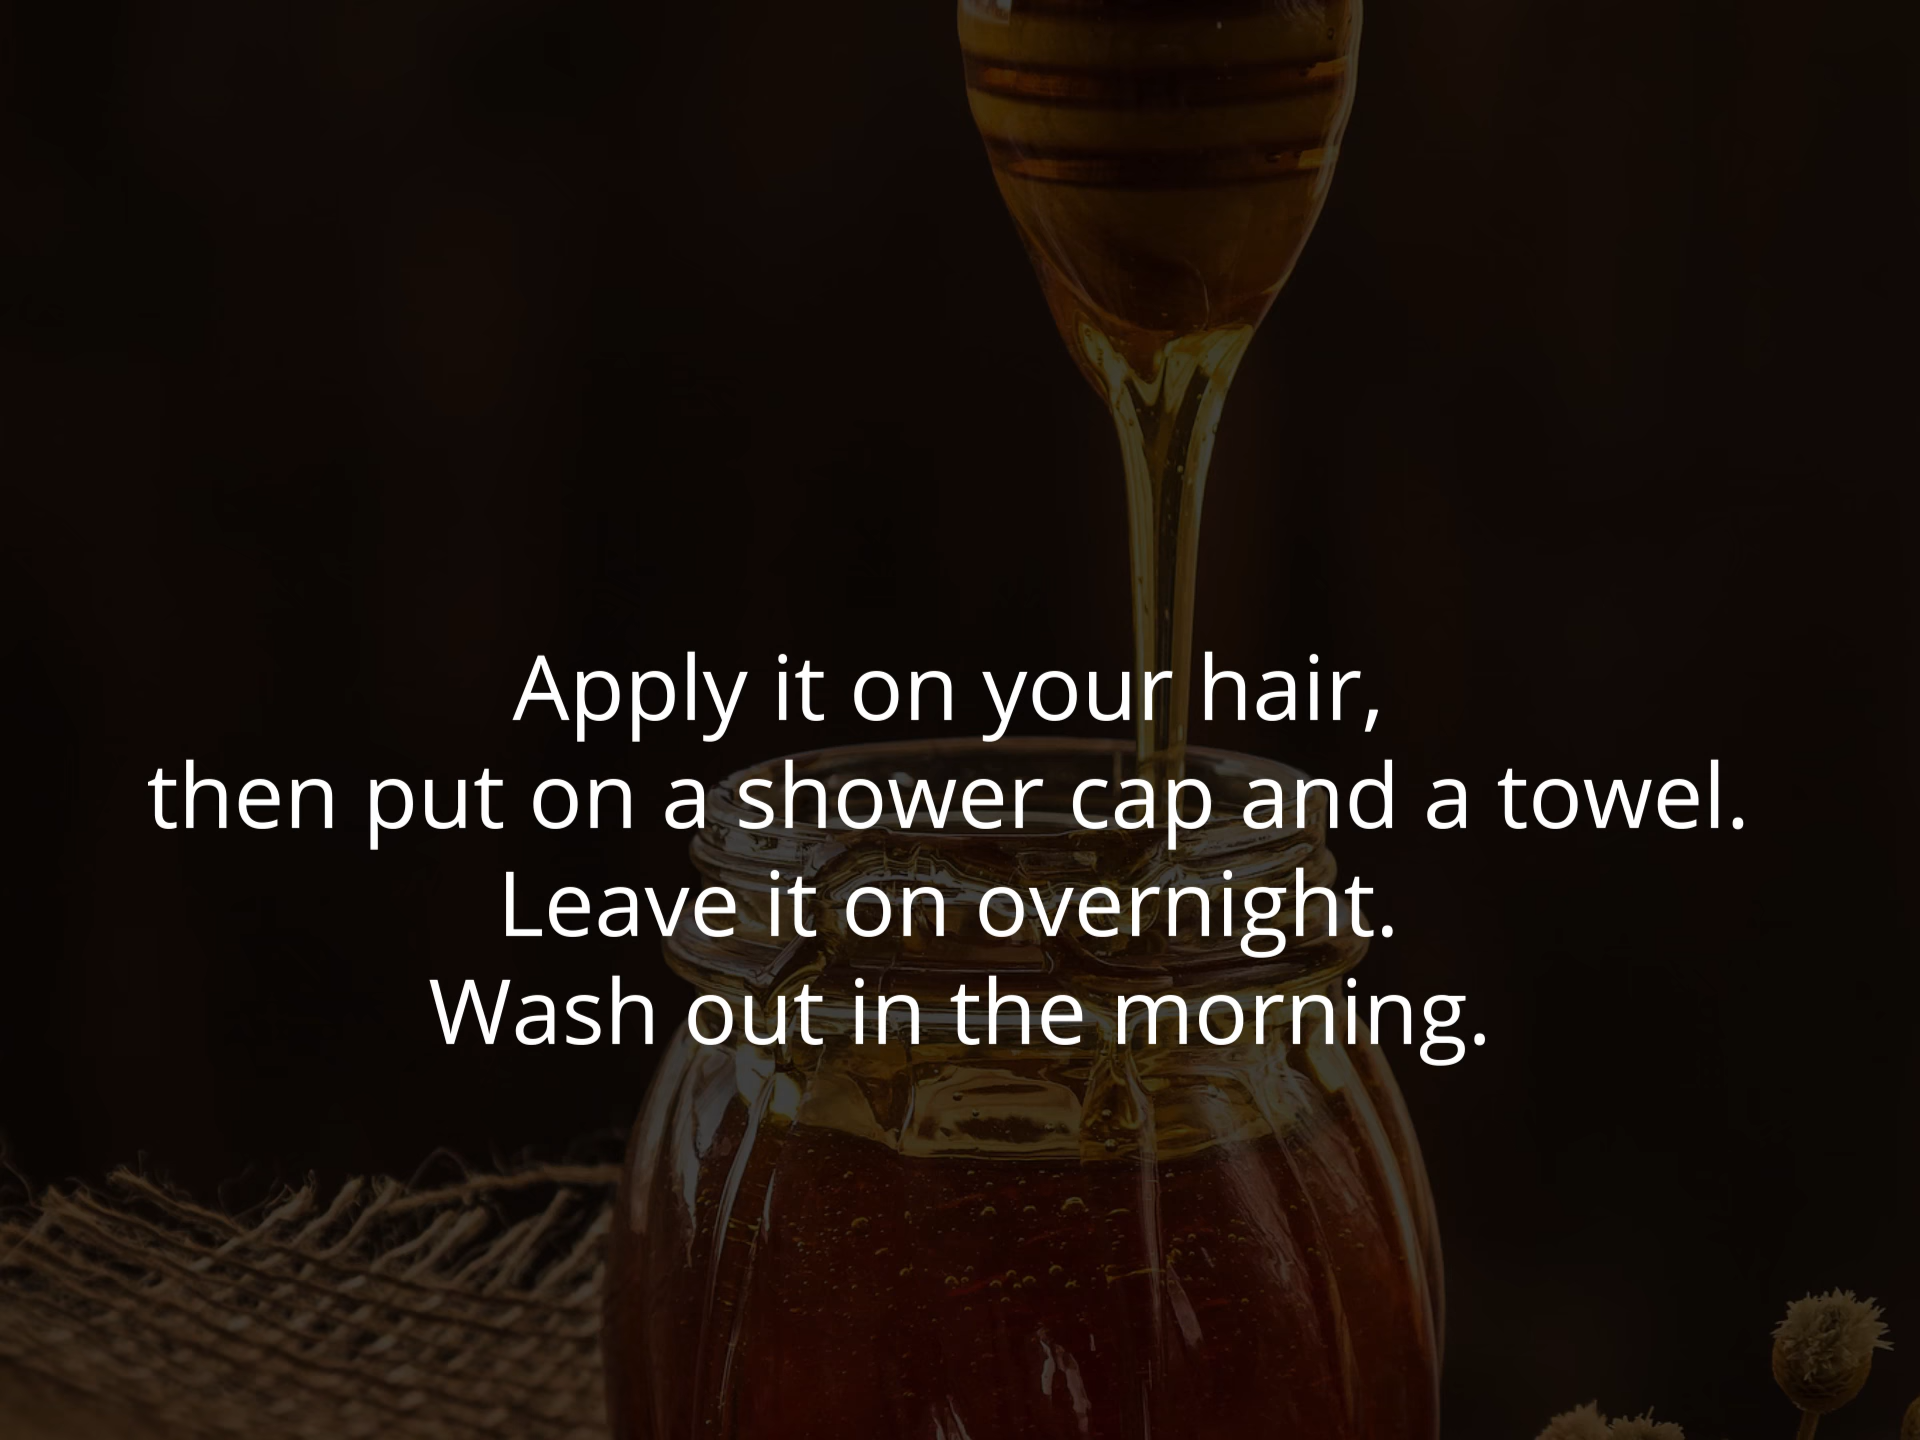 Apply it on your hair,
then put on a shower cap and a towel.
Leave it on overnight.
Wash out in the morning.